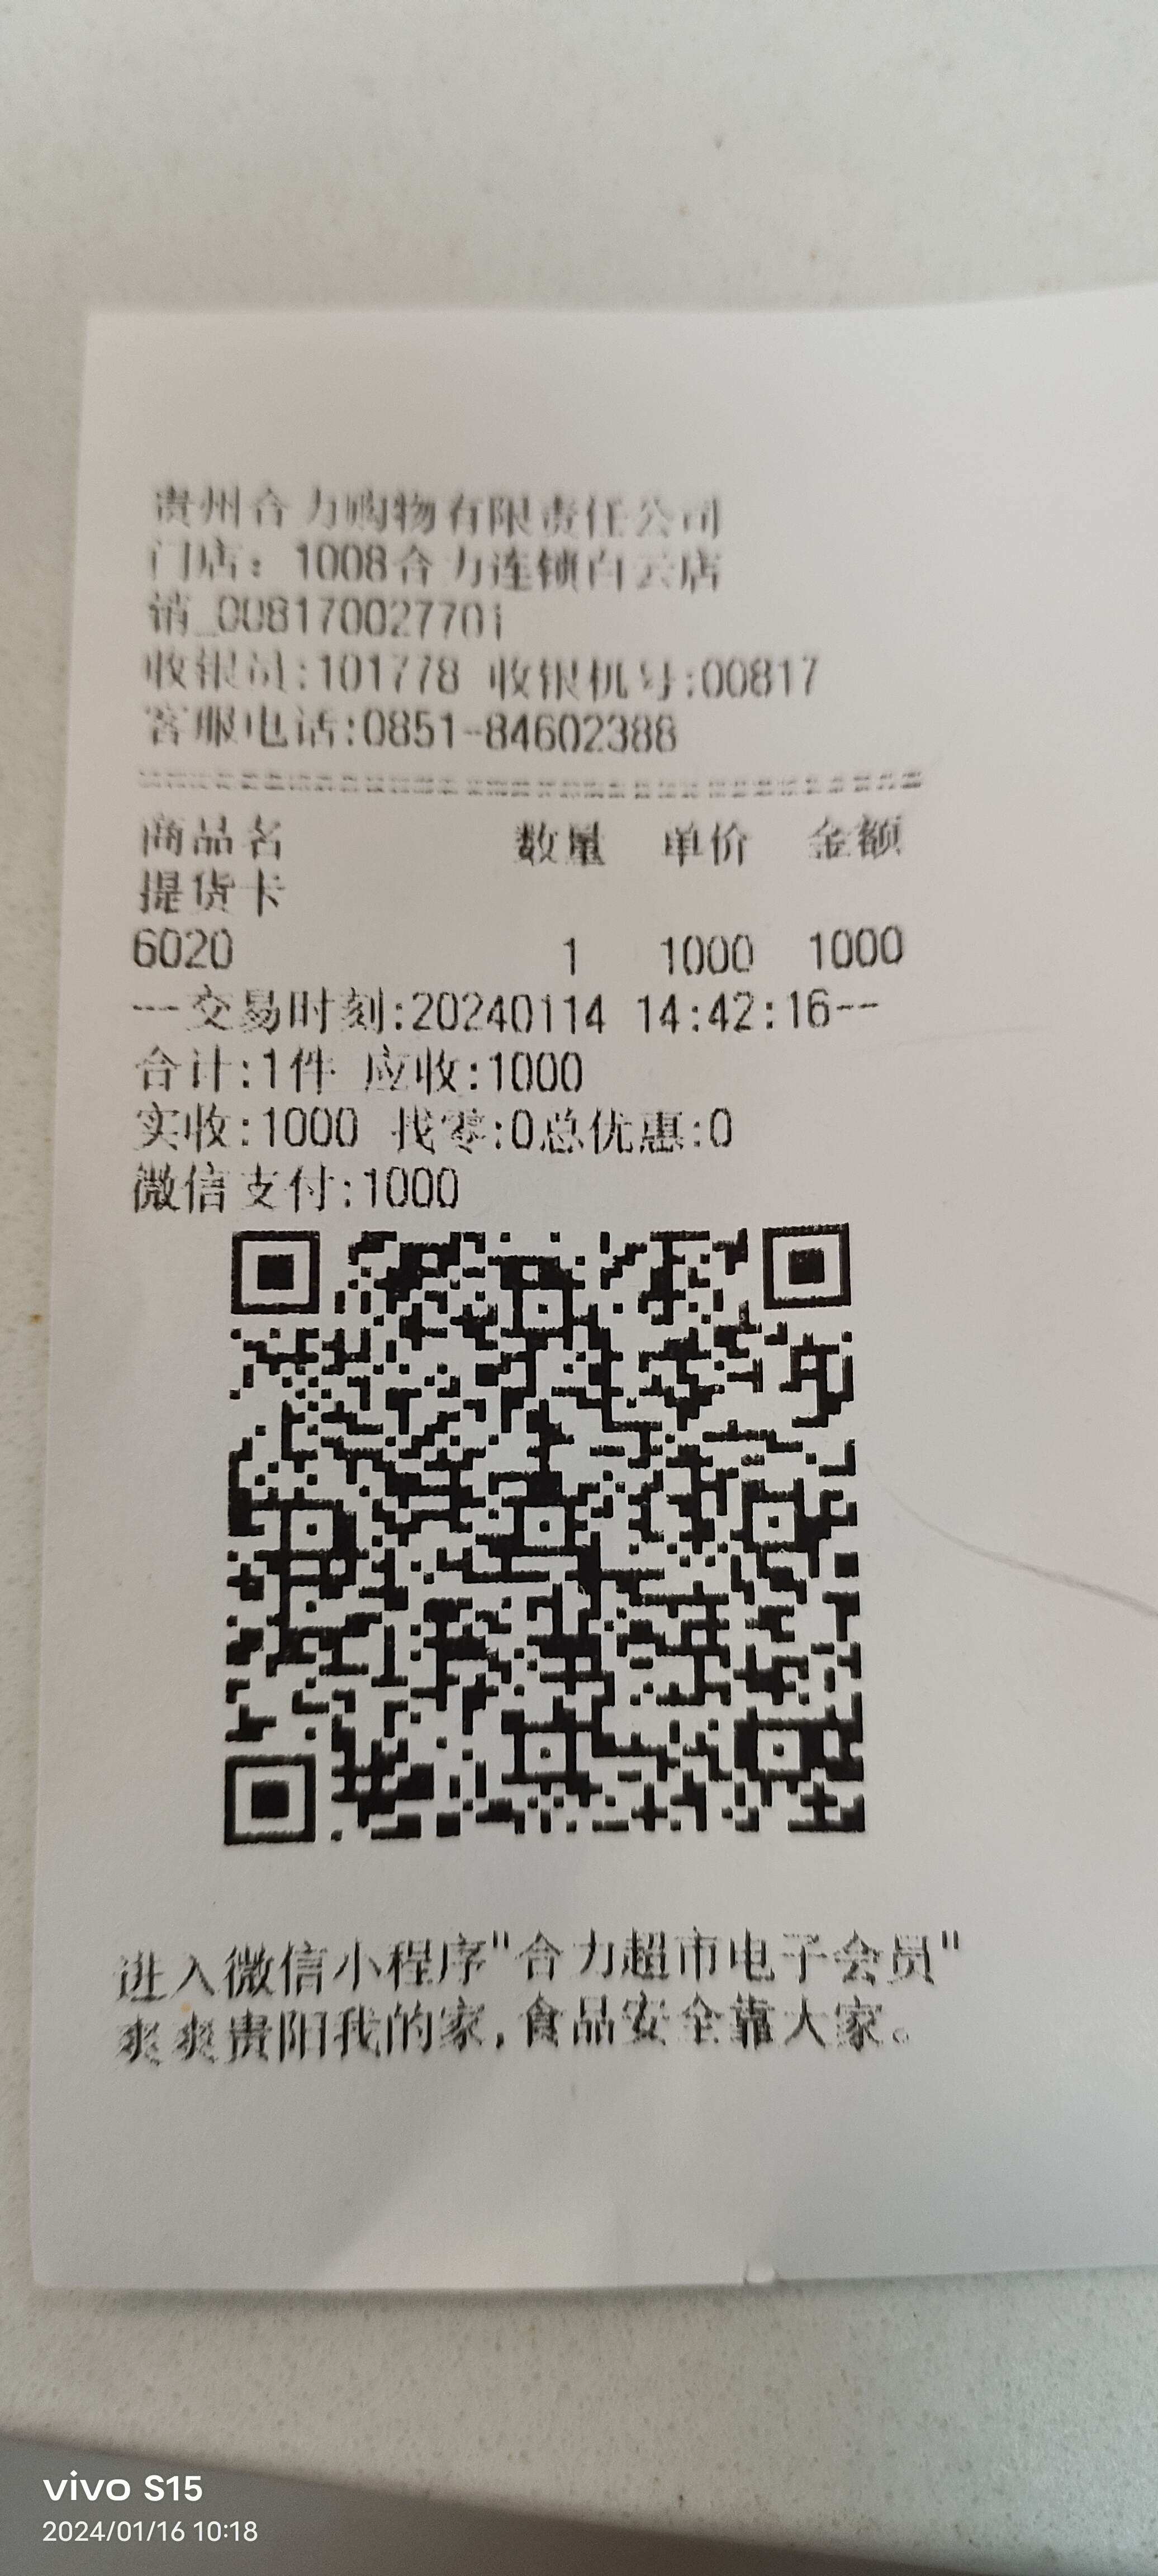 贵州合力购物有限责任公司
门店：1008合力连锁白云店
销_008170027701
收银员:101778 收银机号:00817
客服电话:0851-84602388
商品名 数量 单价 金额
提货卡
6020 1 1000 1000
---交易时刻:20240114 14:42:16--
合计:1件 应收:1000
实收:1000 找零:0总优惠:0
微信支付:1000
进入微信小程序"合力超市电子会员"
爽爽贵阳我的家,食品安全靠大家。
vivo S15
2024/01/16 10:18